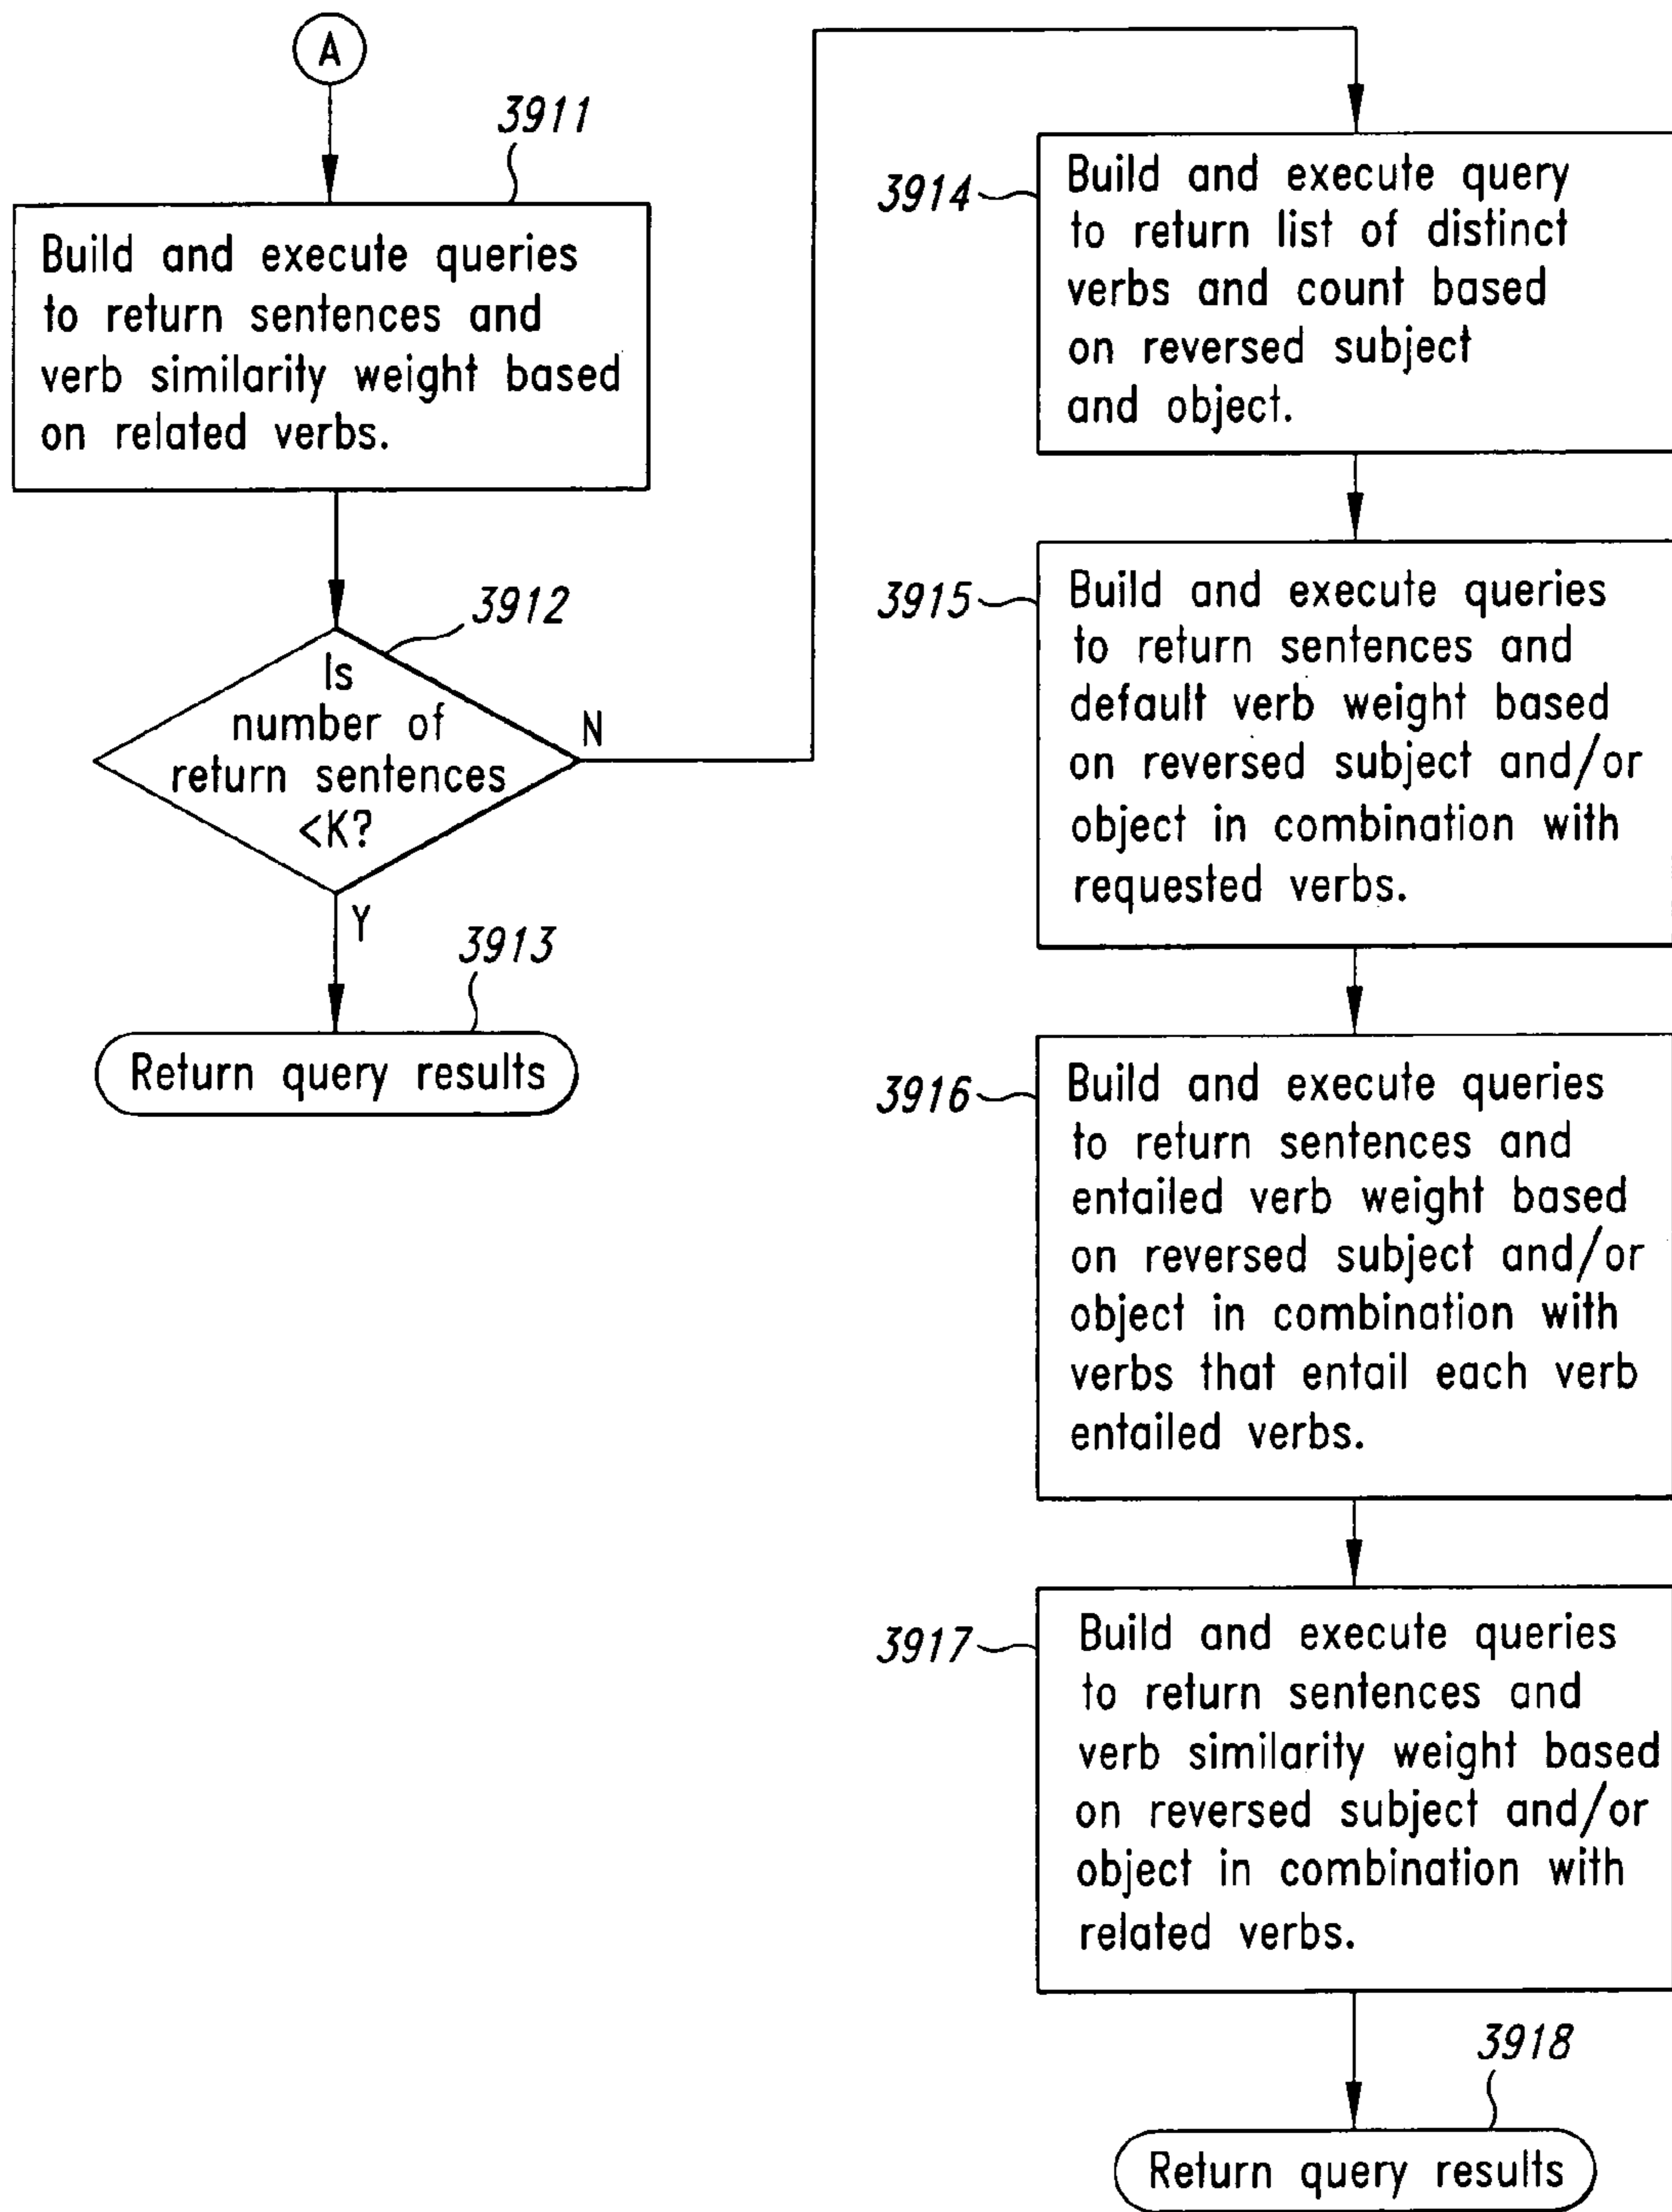 A
3911
Build and execute queries
to return sentences and
verb similarity weight based
on related verbs.
3912
Is
number of
return sentences
<K?
N
Y
3913
Return query results
3914
Build and execute query
to return list of distinct
verbs and count based
on reversed subject
and object.
3915
Build and execute queries
to return sentences and
default verb weight based
on reversed subject and/or
object in combination with
requested verbs.
3916
Build and execute queries
to return sentences and
entailed verb weight based
on reversed subject and/or
object in combination with
verbs that entail each verb
entailed verbs.
3917
Build and execute queries
to return sentences and
verb similarity weight based
on reversed subject and/or
object in combination with
related verbs.
3918
Return query results